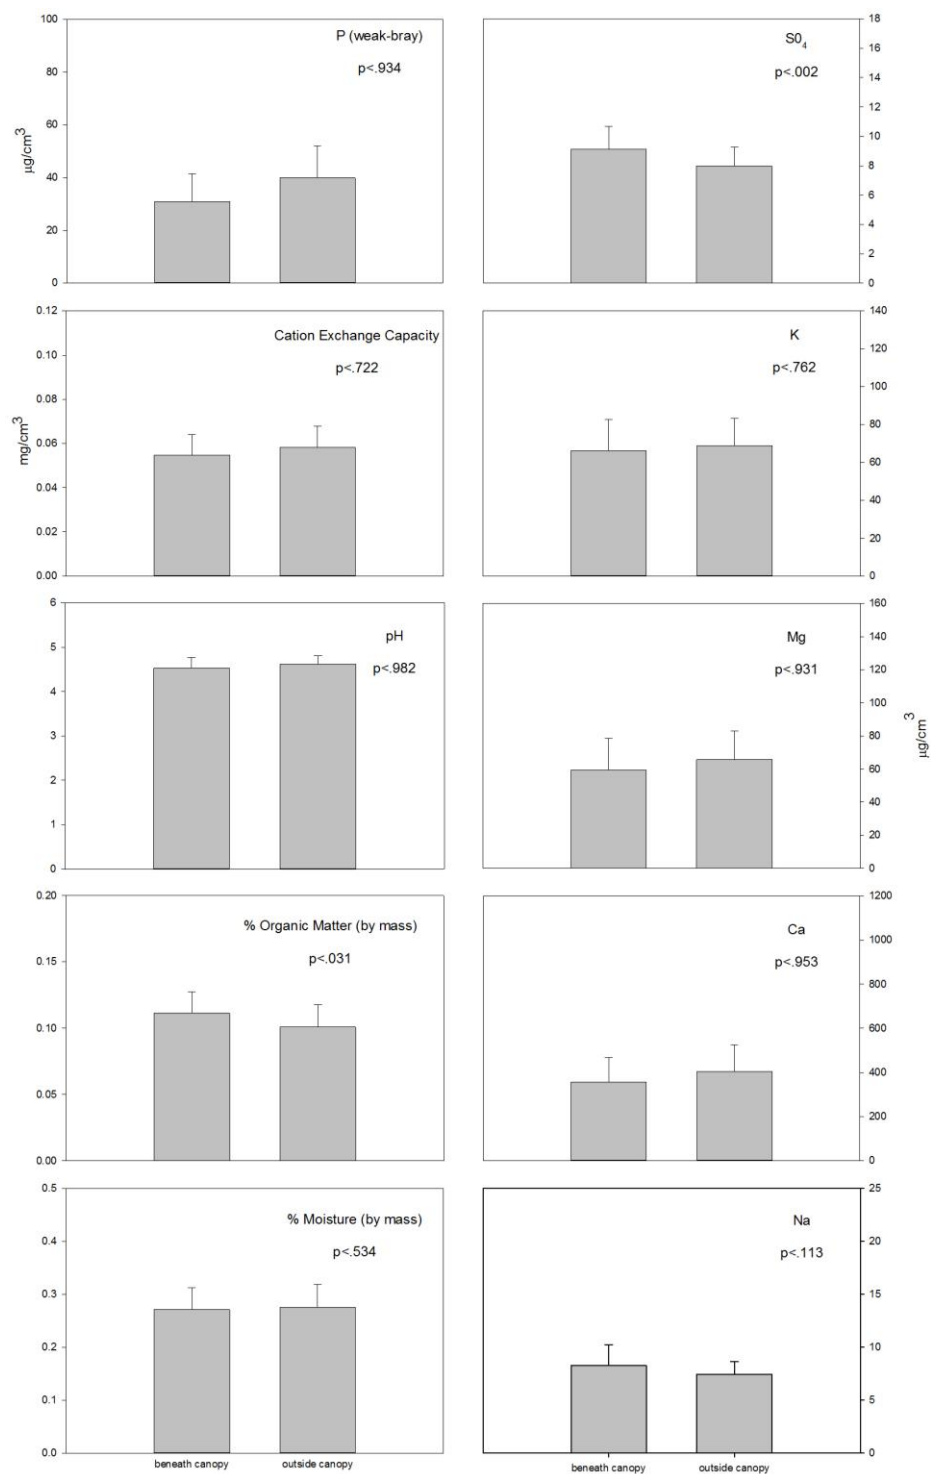 P (weak-bray)
p<.934
100
80
60
40
20
0
µg/cm³
S0₄
p<.002
18
16
14
12
10
8
6
4
2
0
Cation Exchange Capacity
p<.722
0.12
0.10
0.08
0.06
0.04
0.02
0.00
mg/cm³
K
p<.762
140
120
100
80
60
40
20
0
pH
p<.982
6
5
4
3
2
1
0
Mg
p<.931
160
140
120
100
80
60
40
20
0
µg/cm³
% Organic Matter (by mass)
p<.031
0.20
0.15
0.10
0.05
0.00
Ca
p<.953
1200
1000
800
600
400
200
0
% Moisture (by mass)
p<.534
0.5
0.4
0.3
0.2
0.1
0.0
beneath canopy outside canopy
Na
p<.113
25
20
15
10
5
0
beneath canopy outside canopy